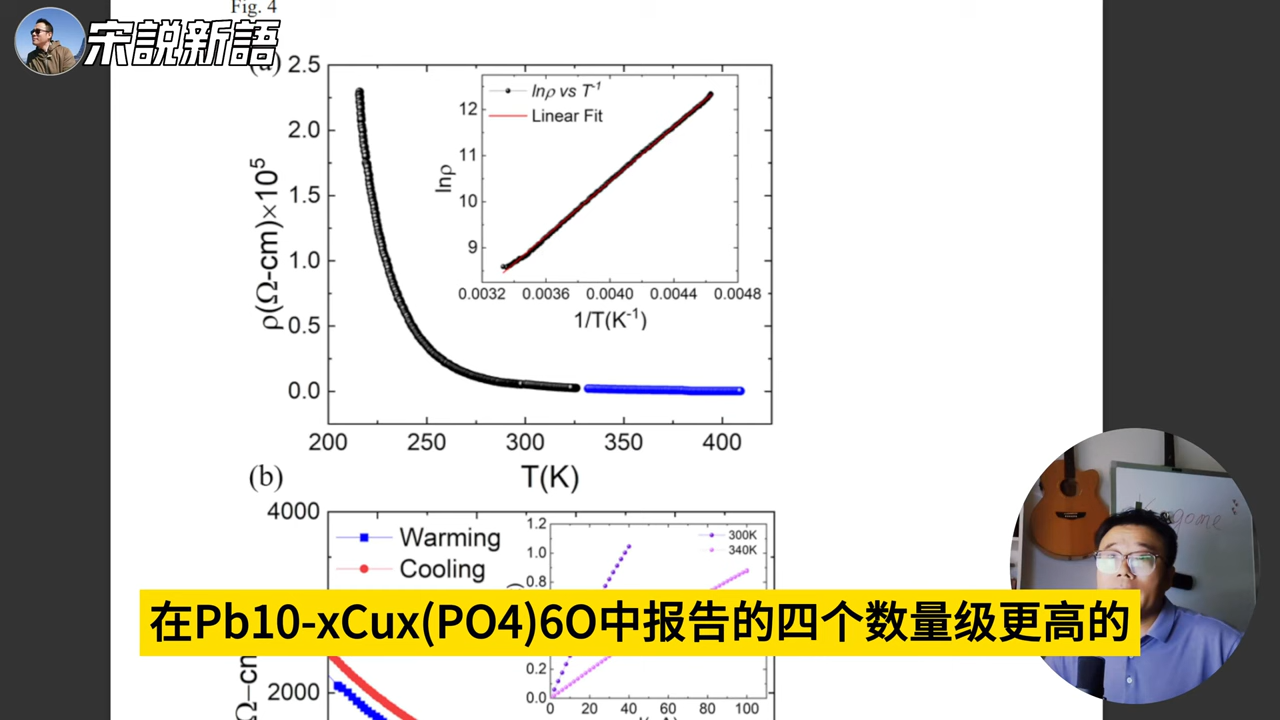 Fig. 4
宋説新語
(a)
2.5
2.0
1.5
1.0
0.5
0.0
ρ(Ω-cm)×10⁵
200 250 300 350 400
T(K)
lnρ vs T⁻¹
Linear Fit
12
11
10
9
lnρ
0.0032 0.0036 0.0040 0.0044 0.0048
1/T(K⁻¹)
(b)
4000
2000
Warming
Cooling
1.2
1.0
0.8
0.2
0.0
300K
340K
0 20 40 60 80 100
在Pb10-xCux(PO4)6O中报告的四个数量级更高的